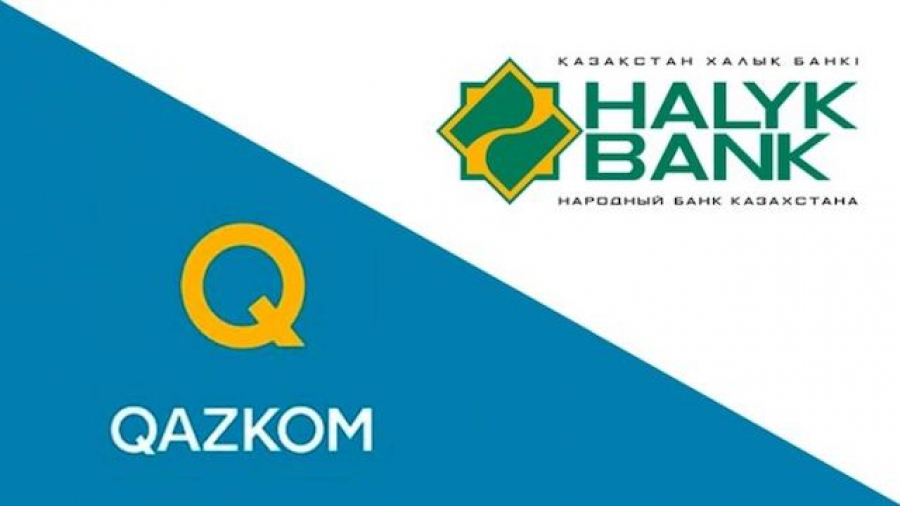 ҚАЗАҚСТАН ХАЛЫҚ БАНКІ
HALYK
BANK
НАРОДНЫЙ БАНК КАЗАХСТАНА
Q
QAZKOM